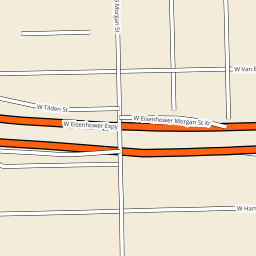 S Morgan St
W Van B
W Tilden St
W Eisenhower Morgan St Xr
W Eisenhower Expy
W Harr